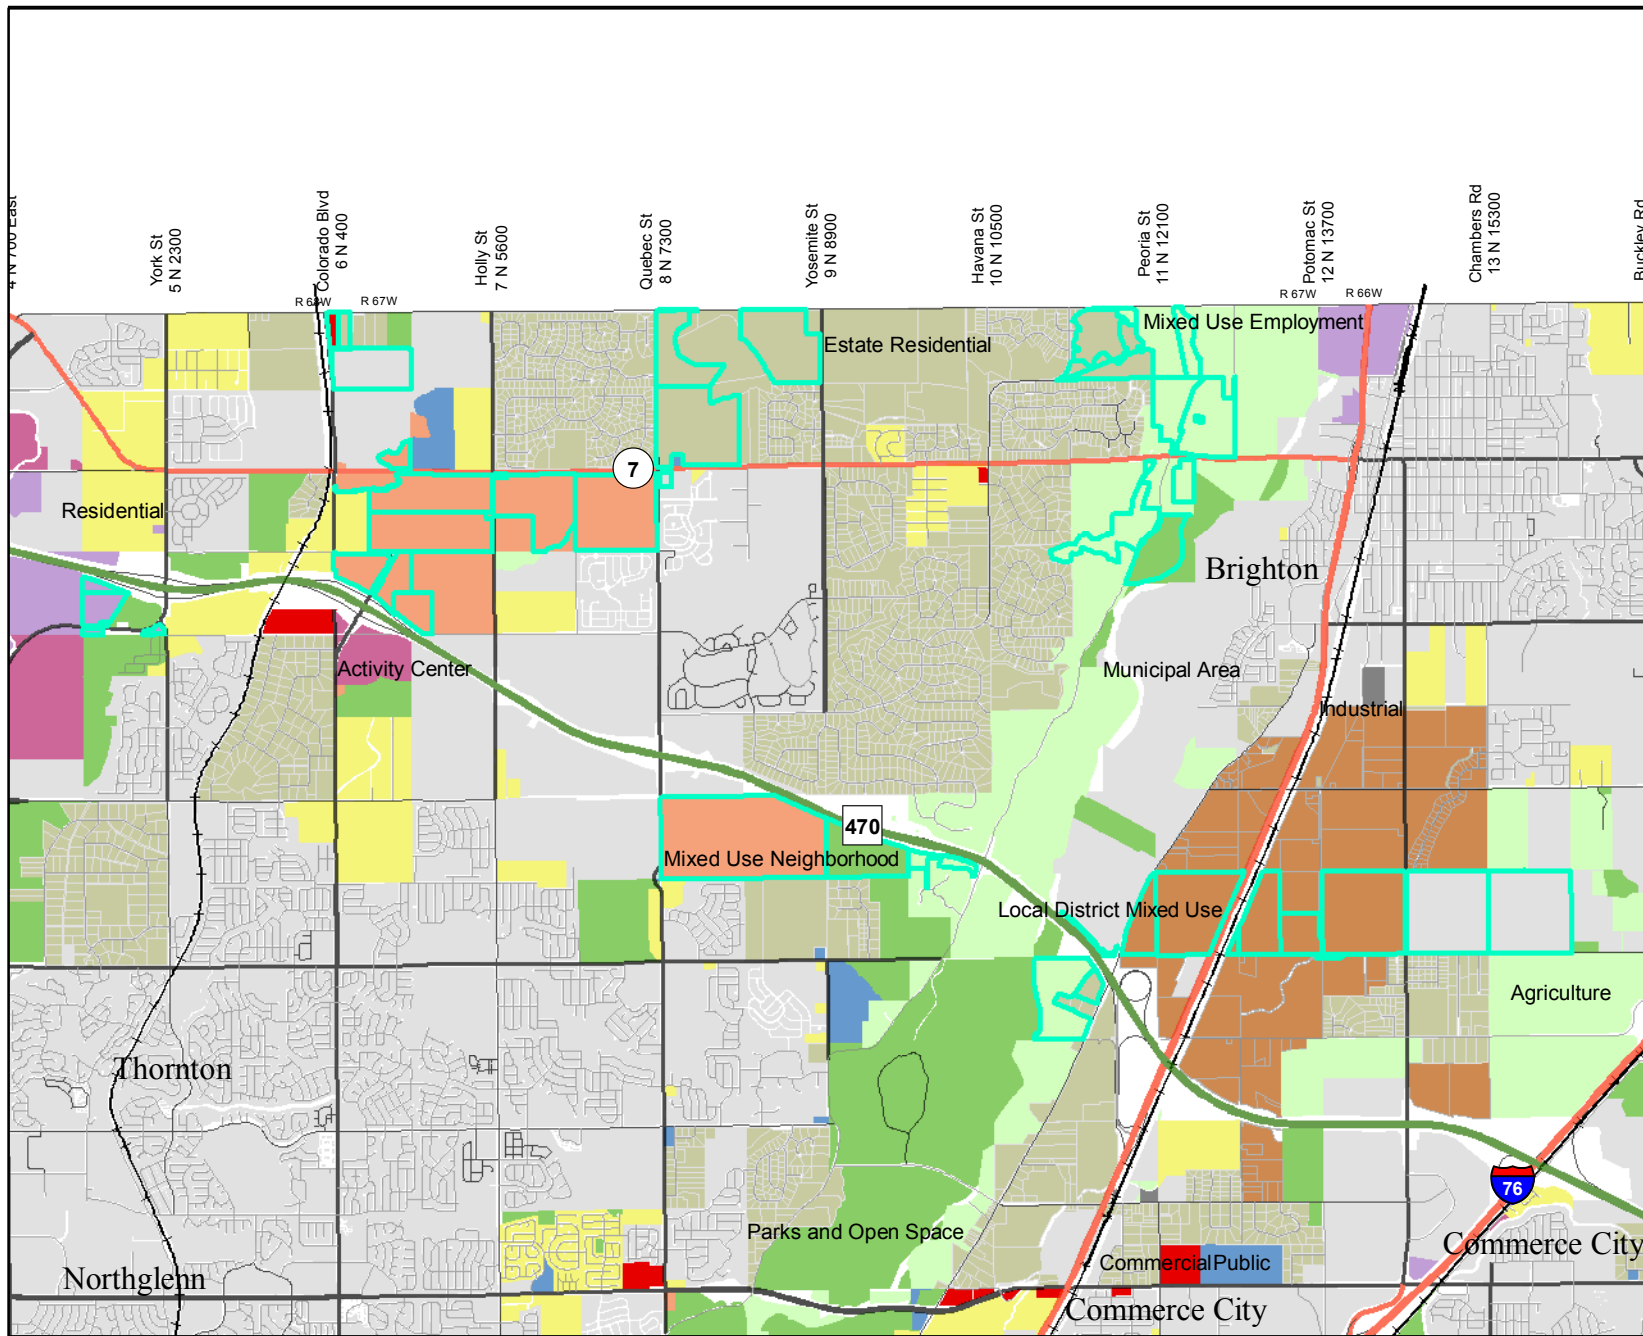 4 N 700 East
York St
5 N 2300
Colorado Blvd
6 N 400
Holly St
7 N 5600
Quebec St
8 N 7300
Yosemite St
9 N 8900
Havana St
10 N 10500
Peoria St
11 N 12100
Potomac St
12 N 13700
Chambers Rd
13 N 15300
Buckley Rd
R 68W
R 67W
R 67W
R 66W
Mixed Use Employment
Estate Residential
7
Residential
Brighton
Activity Center
Municipal Area
Industrial
470
Mixed Use Neighborhood
Local District Mixed Use
Agriculture
Thornton
76
Parks and Open Space
Commerce City
Commercial
Public
Northglenn
Commerce City